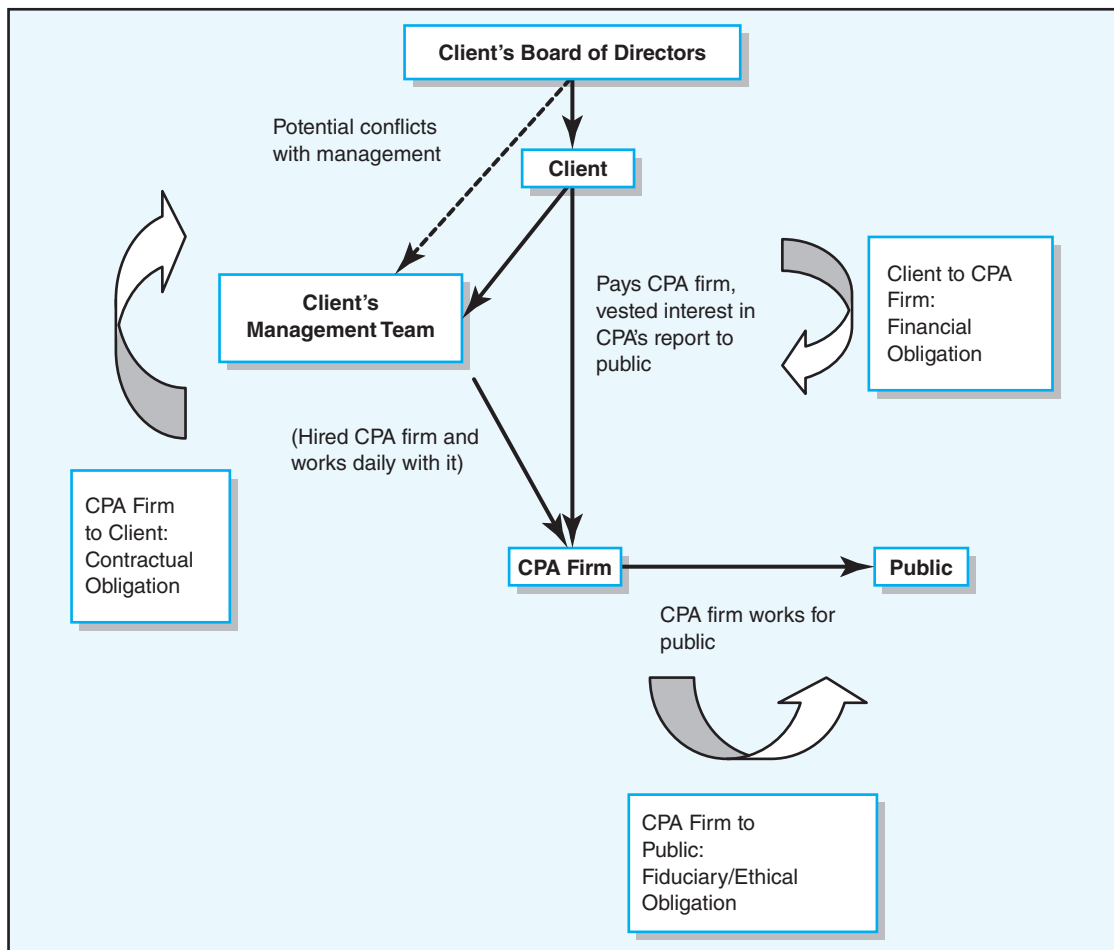 Client's Board of Directors
Potential conflicts
with management
Client
Client's
Management Team
Pays CPA firm,
vested interest in
CPA's report to
public
Client to CPA
Firm:
Financial
Obligation
(Hired CPA firm and
works daily with it)
CPA Firm
to Client:
Contractual
Obligation
CPA Firm
Public
CPA firm works for
public
CPA Firm to
Public:
Fiduciary/Ethical
Obligation